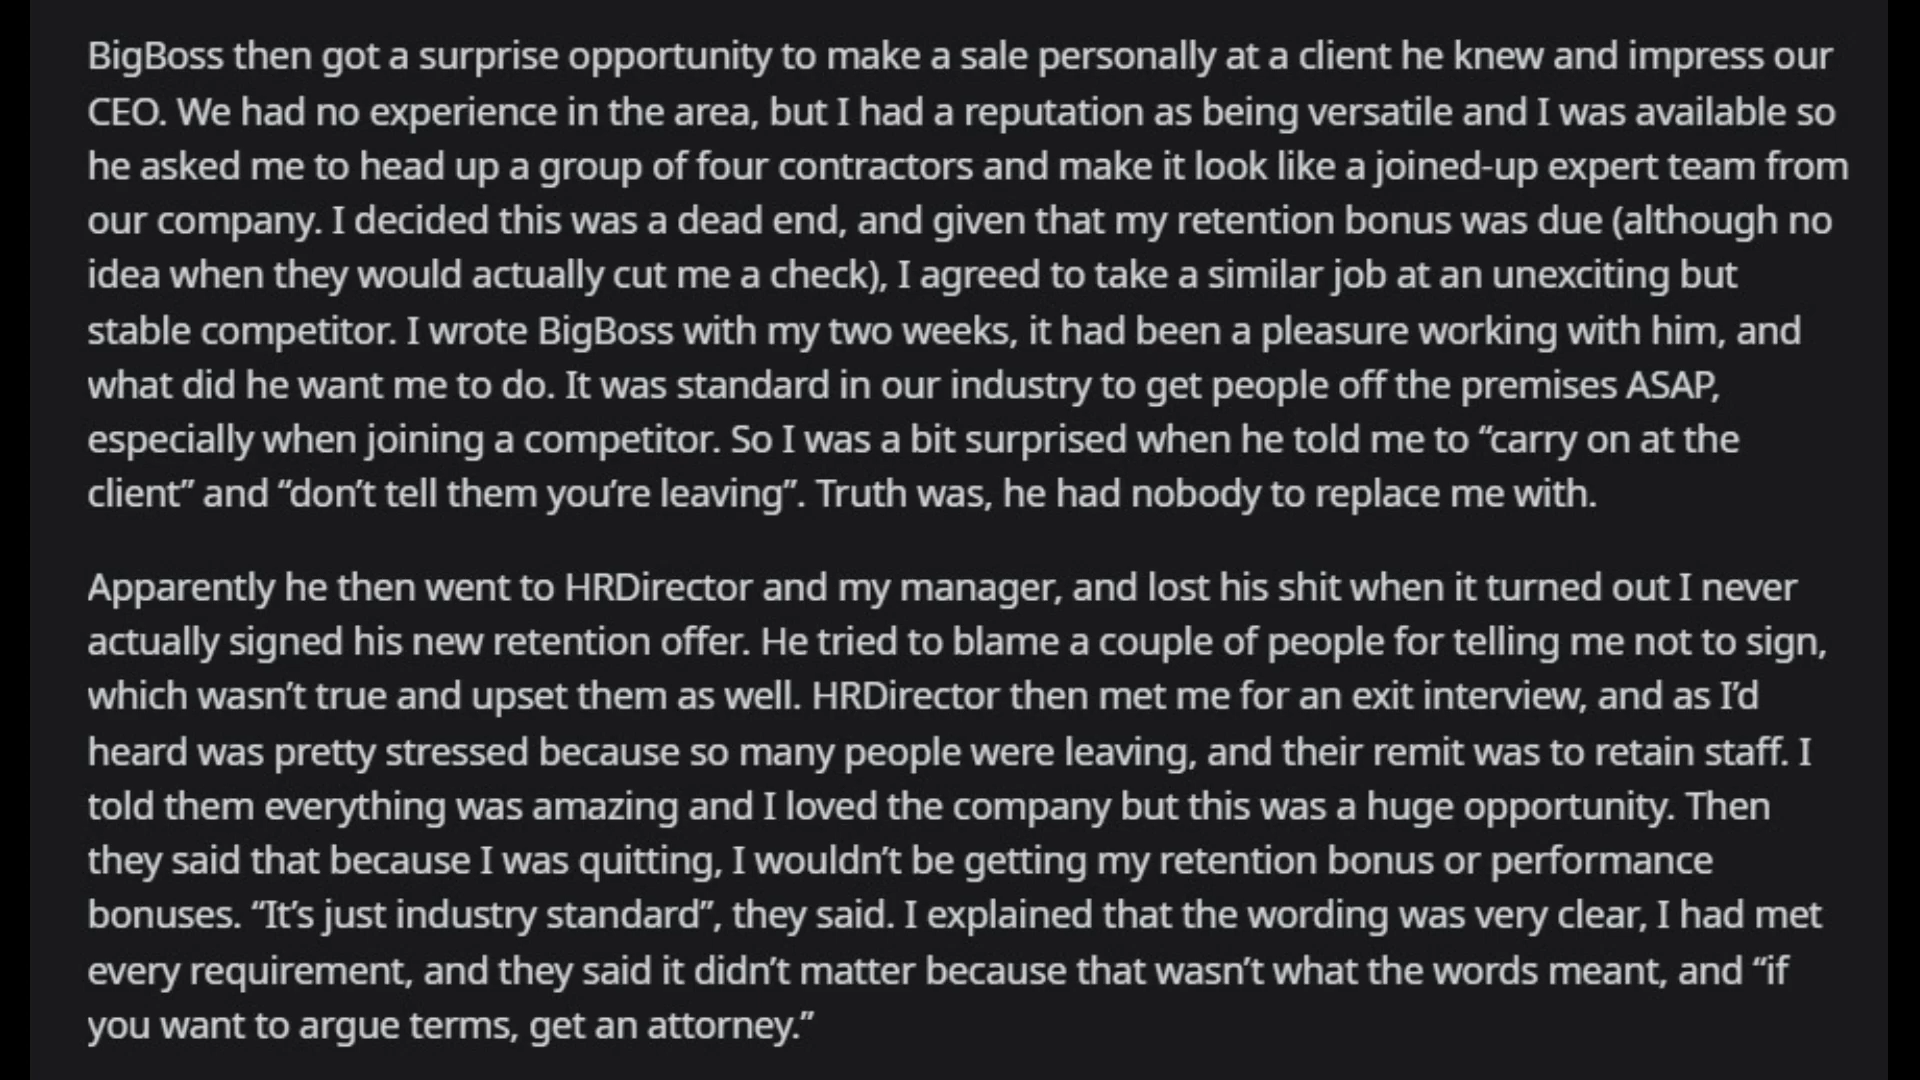 BigBoss then got a surprise opportunity to make a sale personally at a client he knew and impress our
CEO. We had no experience in the area, but I had a reputation as being versatile and I was available so
he asked me to head up a group of four contractors and make it look like a joined-up expert team from
our company. I decided this was a dead end, and given that my retention bonus was due (although no
idea when they would actually cut me a check), I agreed to take a similar job at an unexciting but
stable competitor. I wrote BigBoss with my two weeks, it had been a pleasure working with him, and
what did he want me to do. It was standard in our industry to get people off the premises ASAP,
especially when joining a competitor. So I was a bit surprised when he told me to “carry on at the
client” and “don’t tell them you’re leaving”. Truth was, he had nobody to replace me with.
Apparently he then went to HRDirector and my manager, and lost his shit when it turned out I never
actually signed his new retention offer. He tried to blame a couple of people for telling me not to sign,
which wasn’t true and upset them as well. HRDirector then met me for an exit interview, and as I’d
heard was pretty stressed because so many people were leaving, and their remit was to retain staff. I
told them everything was amazing and I loved the company but this was a huge opportunity. Then
they said that because I was quitting, I wouldn’t be getting my retention bonus or performance
bonuses. “It’s just industry standard”, they said. I explained that the wording was very clear, I had met
every requirement, and they said it didn’t matter because that wasn’t what the words meant, and “if
you want to argue terms, get an attorney.”